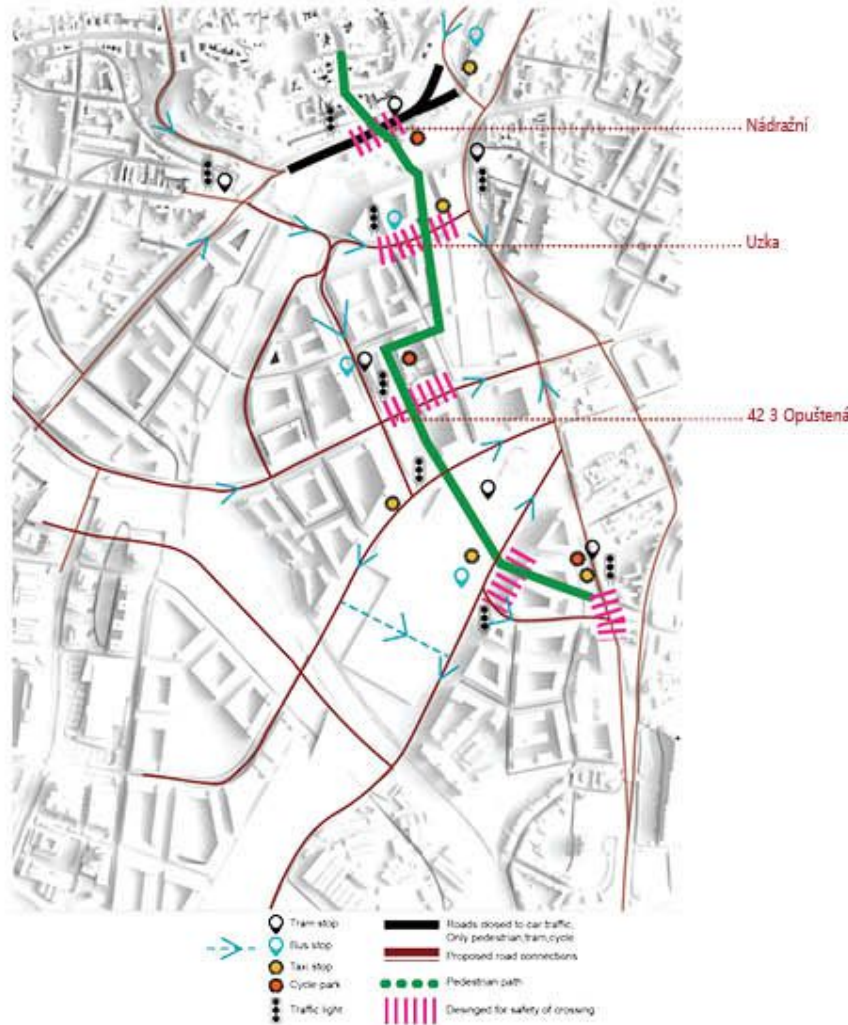 Nádražní
Uzka
42 3 Opuštěná
Tram stop
Bus stop
Taxi stop
Cycle park
Traffic light
Roads closed to car traffic,
Only pedestrian,tram,cycle
Proposed road connections
Pedestrian path
Designed for safety of crossing